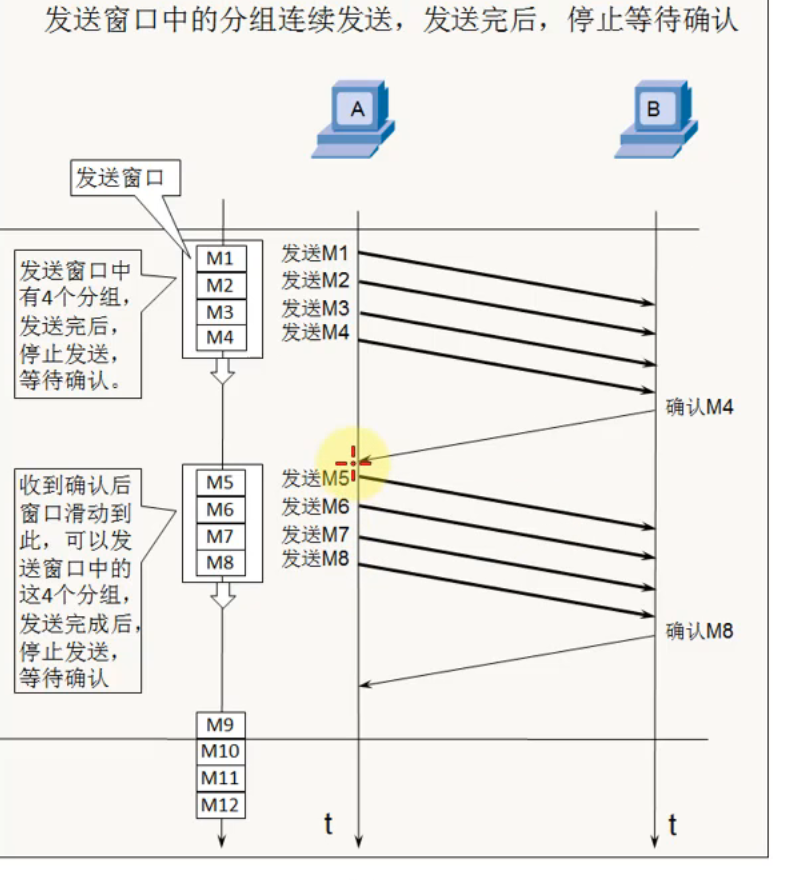 发送窗口中的分组连续发送，发送完后，停止等待确认
A
B
发送窗口
发送窗口中
有4个分组，
发送完后，
停止发送，
等待确认。
M1
M2
M3
M4
发送M1
发送M2
发送M3
发送M4
确认M4
收到确认后
窗口滑动到
此，可以发
送窗口中的
这4个分组，
发送完成后，
停止发送，
等待确认
M5
M6
M7
M8
发送M5
发送M6
发送M7
发送M8
确认M8
M9
M10
M11
M12
t
t